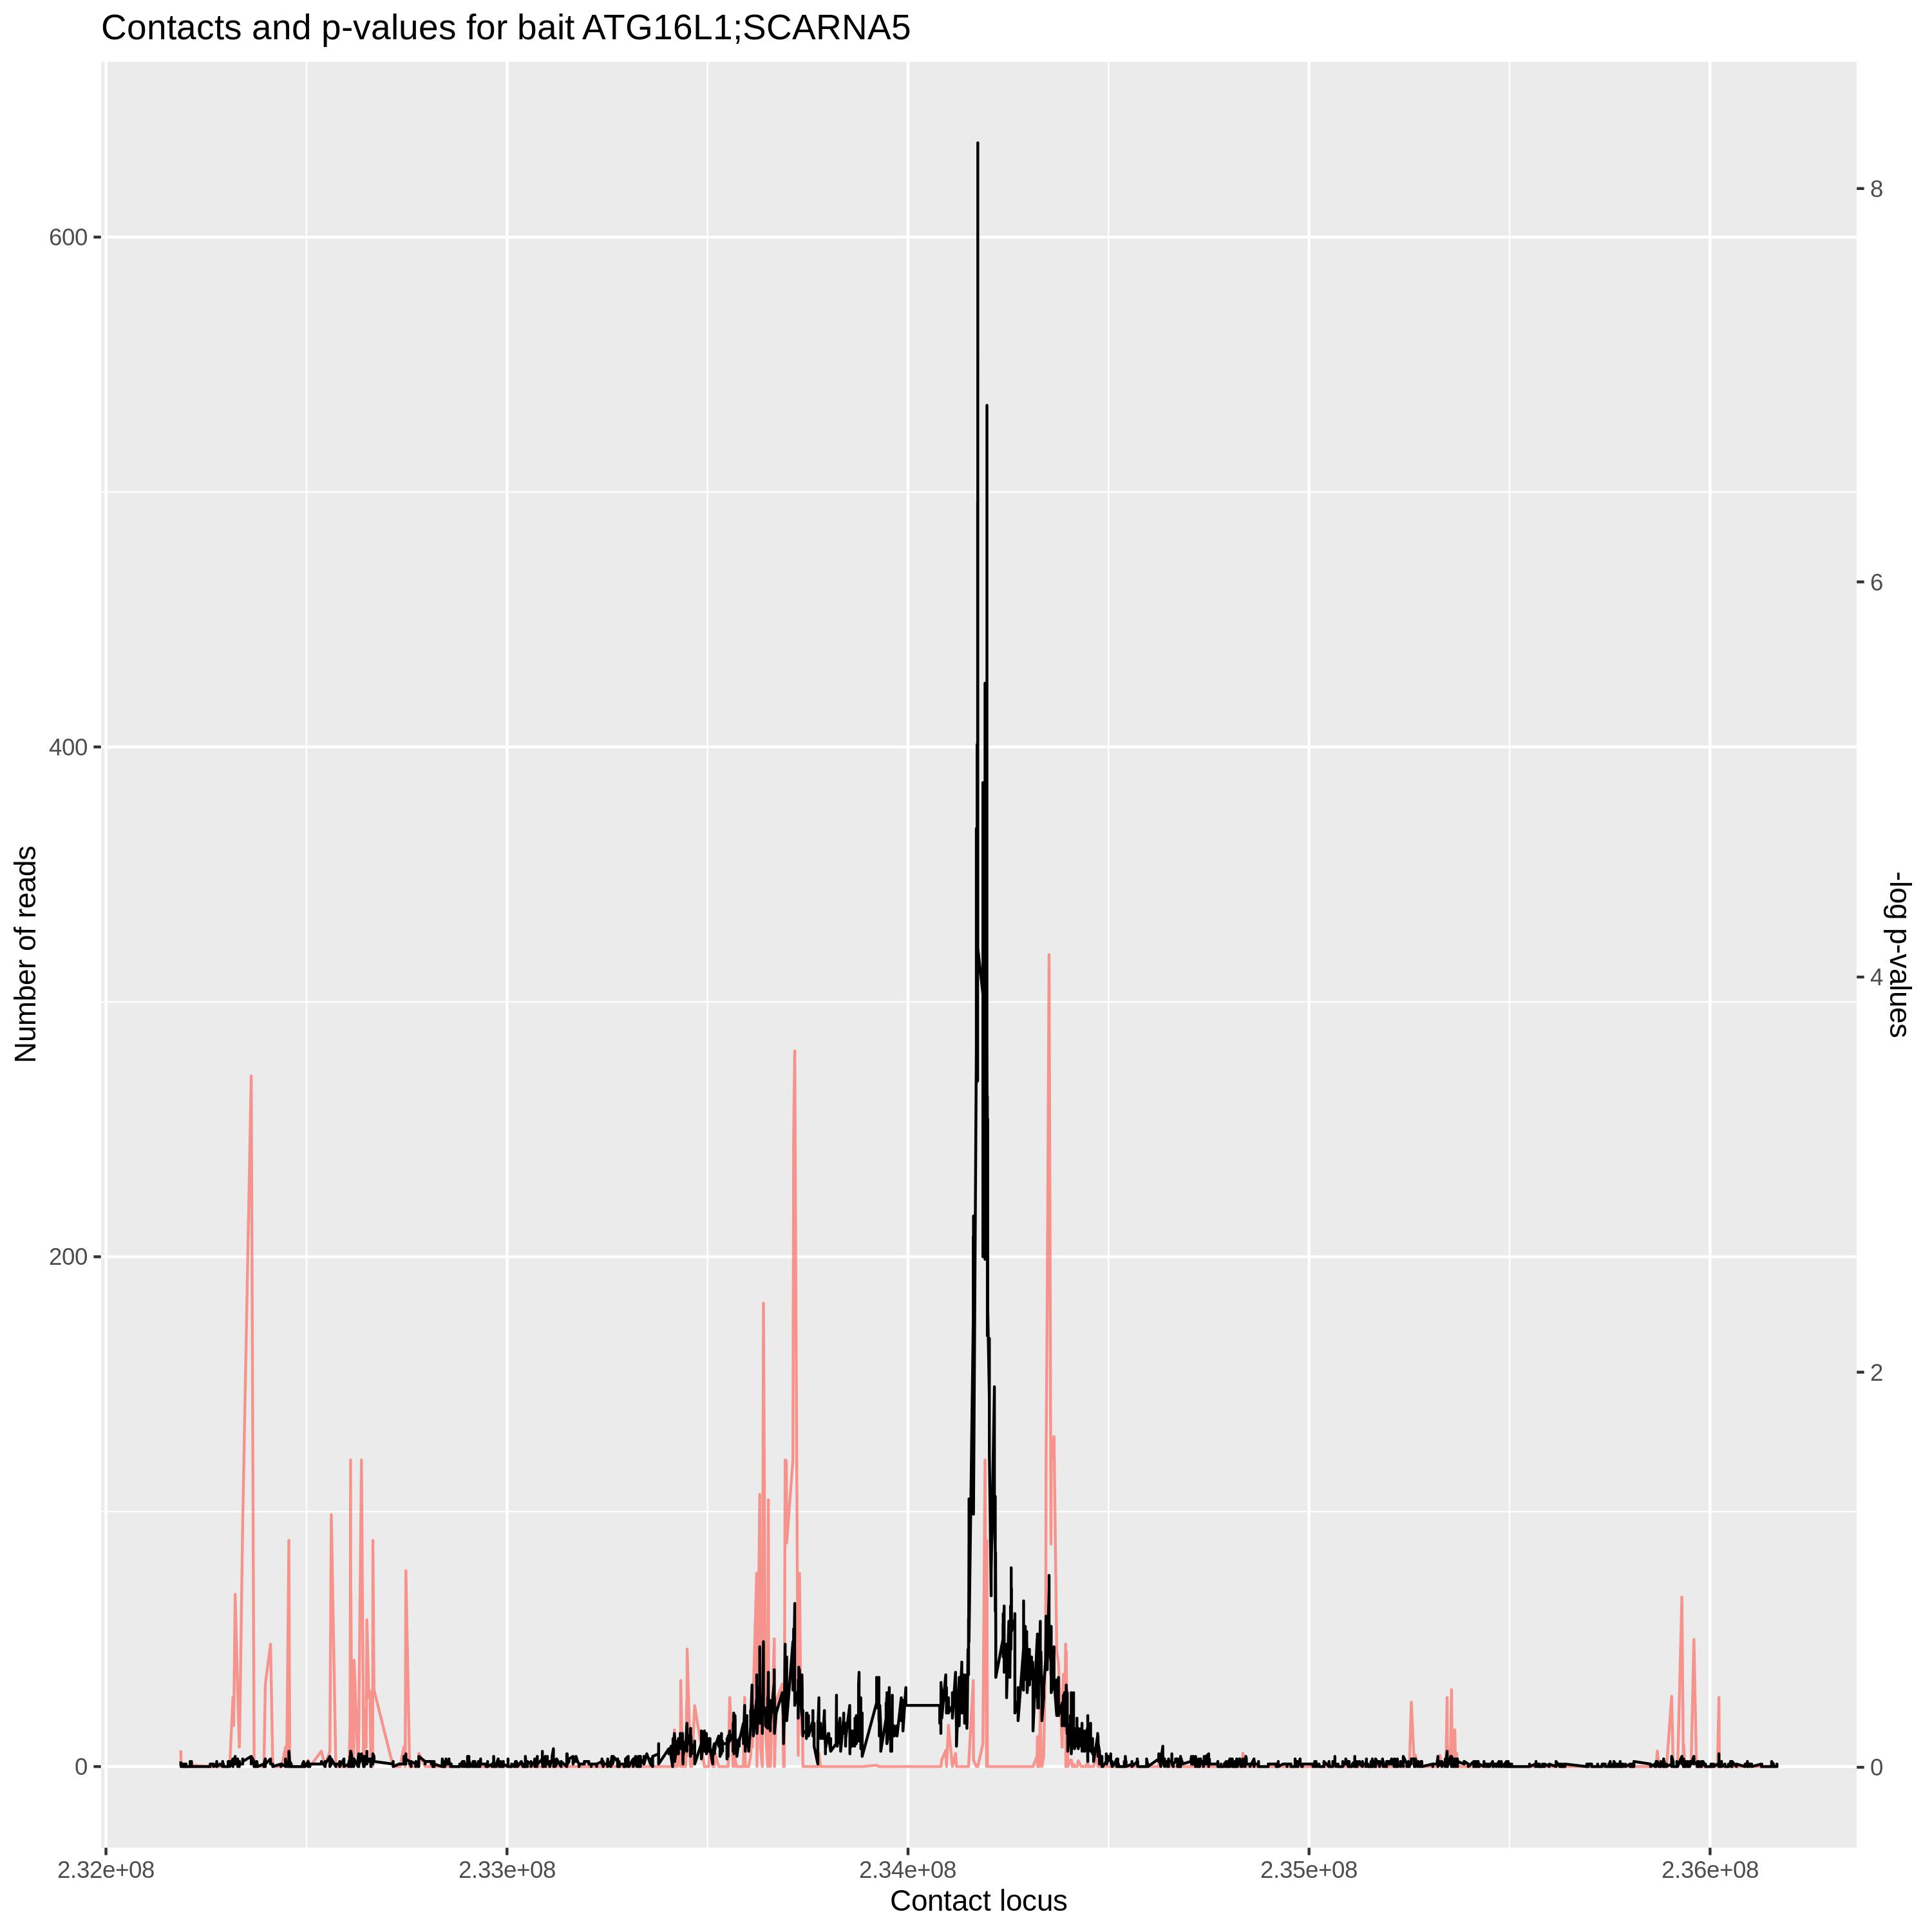 Contacts and p-values for bait ATG16L1;SCARNA5
600
400
200
0
Number of reads
8
6
4
2
0
-log p-values
2.32e+08
2.33e+08
2.34e+08
2.35e+08
2.36e+08
Contact locus